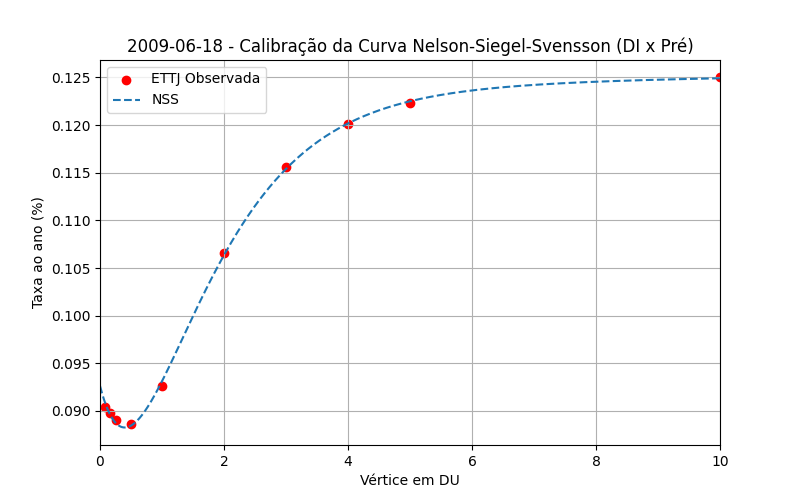 2009-06-18 - Calibração da Curva Nelson-Siegel-Svensson (DI x Pré)
ETTJ Observada
NSS
Taxa ao ano (%)
0.125
0.120
0.115
0.110
0.105
0.100
0.095
0.090
0 2 4 6 8 10
Vértice em DU